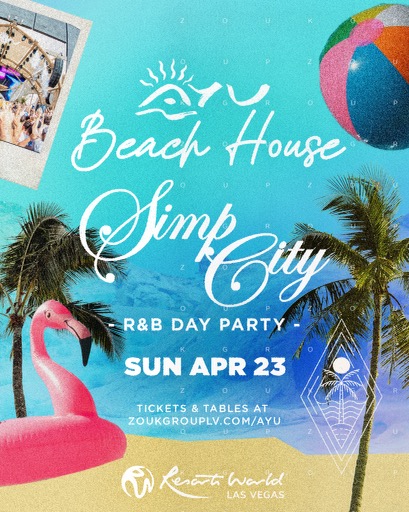 AYU
Beach House
Simp City
- R&B DAY PARTY -
SUN APR 23
TICKETS & TABLES AT
ZOUKGROUPLV.COM/AYU
Resorts World
LAS VEGAS